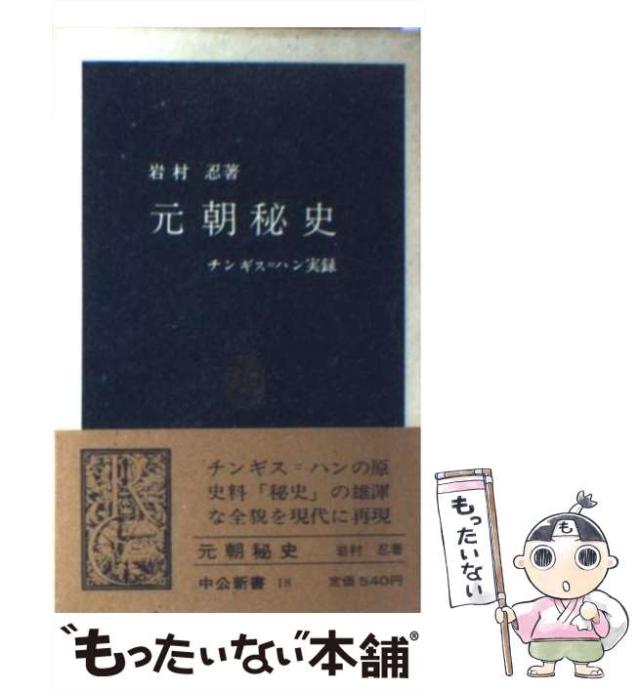 岩村 忍著
元朝秘史
チンギス=ハン実録
チンギス=ハンの原
史料「秘史」の雄渾
な全貌を現代に再現
元朝秘史 岩村 忍著
中公新書 18 定価 540円
"もったいない"本舗®
もったいない
も